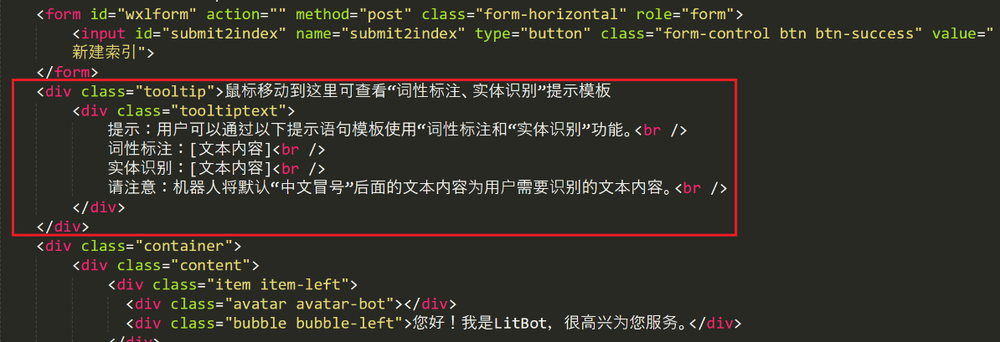 <form id="wxlform" action="" method="post" class="form-horizontal" role="form">
<input id="submit2index" name="submit2index" type="button" class="form-control btn btn-success" value="
新建索引">
</form>
<div class="tooltip">鼠标移动到这里可查看“词性标注、实体识别”提示模板
<div class="tooltiptext">
提示：用户可以通过以下提示语句模板使用“词性标注和“实体识别”功能。<br />
词性标注：[文本内容]<br />
实体识别：[文本内容]<br />
请注意：机器人将默认“中文冒号”后面的文本内容为用户需要识别的文本内容。<br />
</div>
</div>
<div class="container">
<div class="content">
<div class="item item-left">
<div class="avatar avatar-bot"></div>
<div class="bubble bubble-left">您好！我是LitBot，很高兴为您服务。</div>
</div>